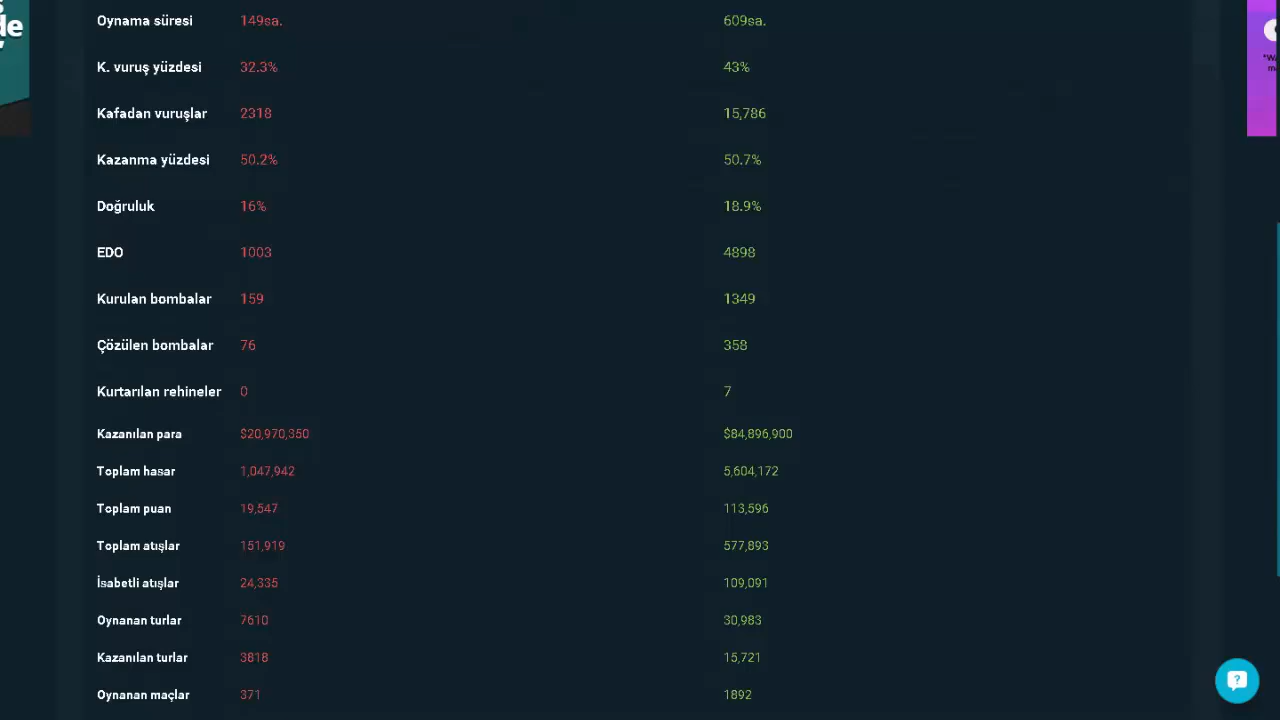 de
Oynama süresi 149sa. 609sa.
K. vuruş yüzdesi 32.3% 43%
Kafadan vuruşlar 2318 15,786
Kazanma yüzdesi 50.2% 50.7%
Doğruluk 16% 18.9%
EDO 1003 4898
Kurulan bombalar 159 1349
Çözülen bombalar 76 358
Kurtarılan rehineler 0 7
Kazanılan para $20,970,350 $84,896,900
Toplam hasar 1,047,942 5,604,172
Toplam puan 19,547 113,596
Toplam atışlar 151,919 577,893
İsabetli atışlar 24,335 109,091
Oynanan turlar 7610 30,983
Kazanılan turlar 3818 15,721
Oynanan maçlar 371 1892
?